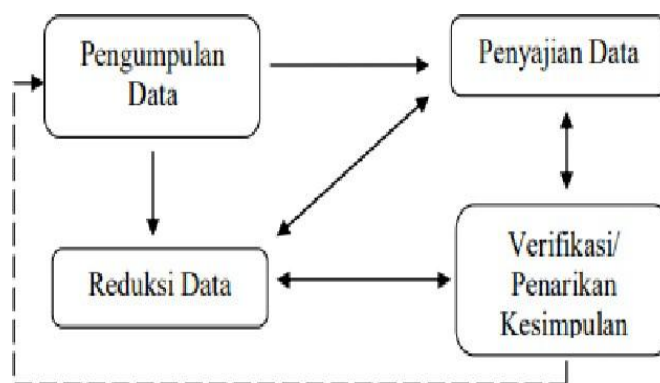 Pengumpulan
Data
Penyajian Data
Reduksi Data
Verifikasi/
Penarikan
Kesimpulan